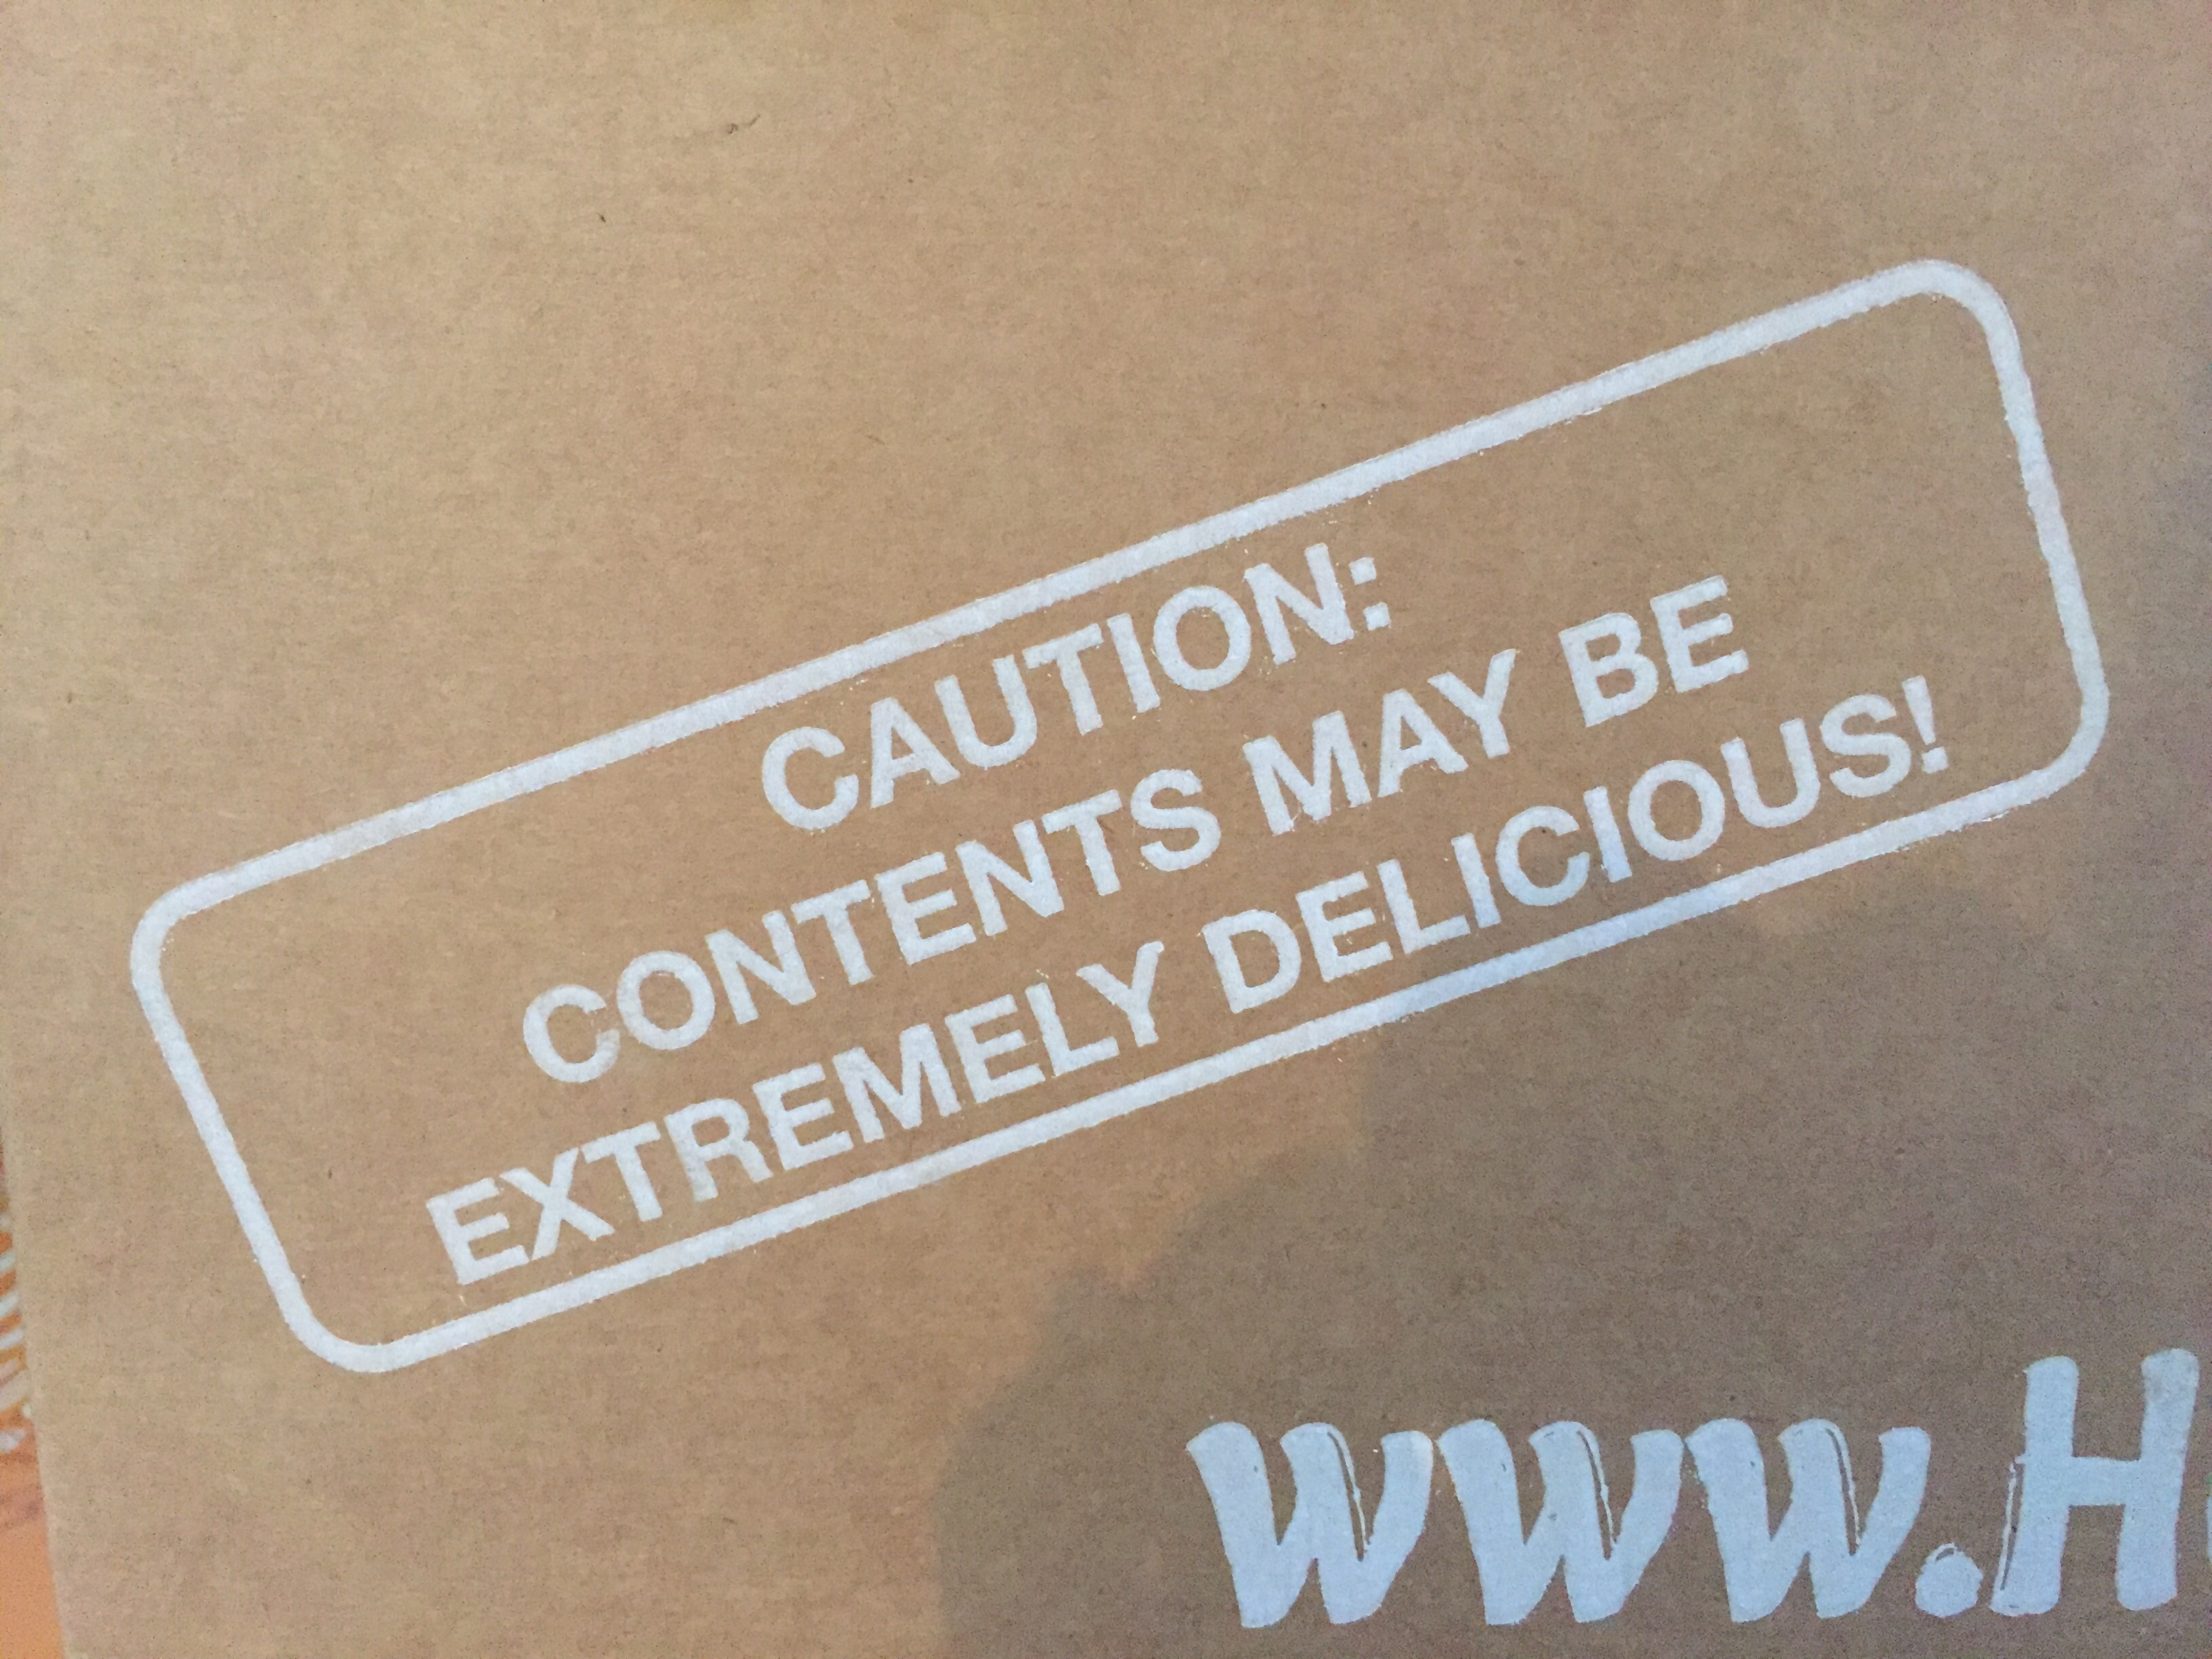 CAUTION:
CONTENTS MAY BE
EXTREMELY DELICIOUS!
www.H